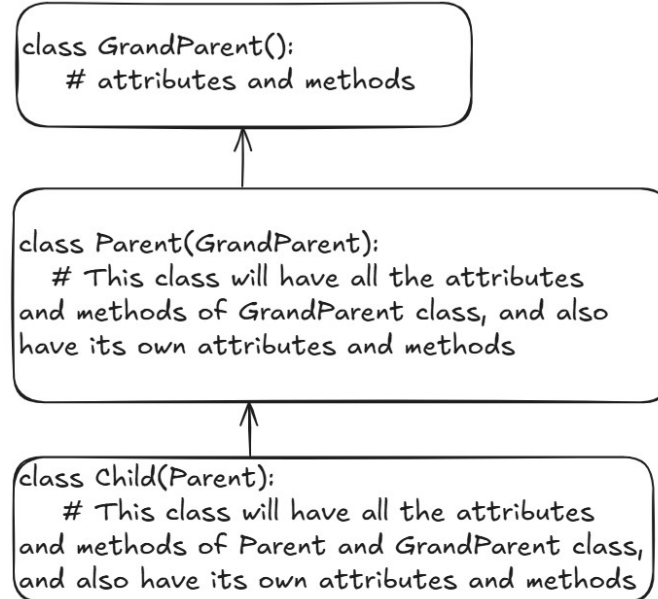 class GrandParent():
# attributes and methods
class Parent(GrandParent):
# This class will have all the attributes
and methods of GrandParent class, and also
have its own attributes and methods
class Child(Parent):
# This class will have all the attributes
and methods of Parent and GrandParent class,
and also have its own attributes and methods